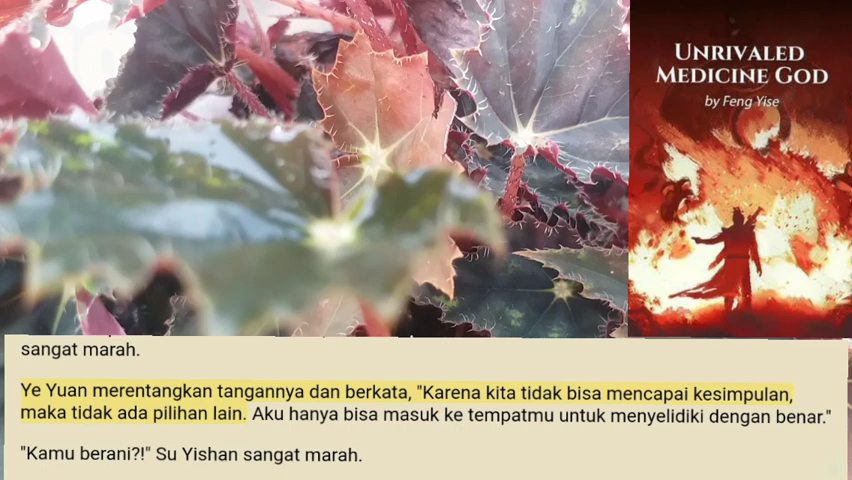 UNRIVALED
MEDICINE GOD
by Feng Yise
sangat marah.
Ye Yuan merentangkan tangannya dan berkata, "Karena kita tidak bisa mencapai kesimpulan,
maka tidak ada pilihan lain. Aku hanya bisa masuk ke tempatmu untuk menyelidiki dengan benar."
"Kamu berani?!" Su Yishan sangat marah.